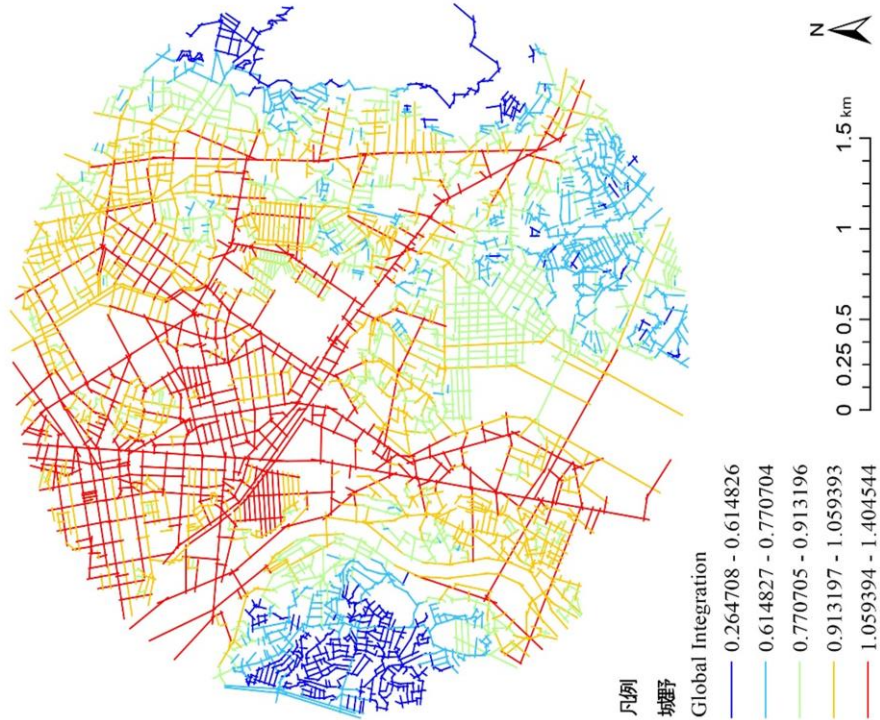 N
凡例
城野
Global Integration
0.264708 - 0.614826
0.614827 - 0.770704
0.770705 - 0.913196
0.913197 - 1.059393
1.059394 - 1.404544
0 0.25 0.5 1 1.5 km